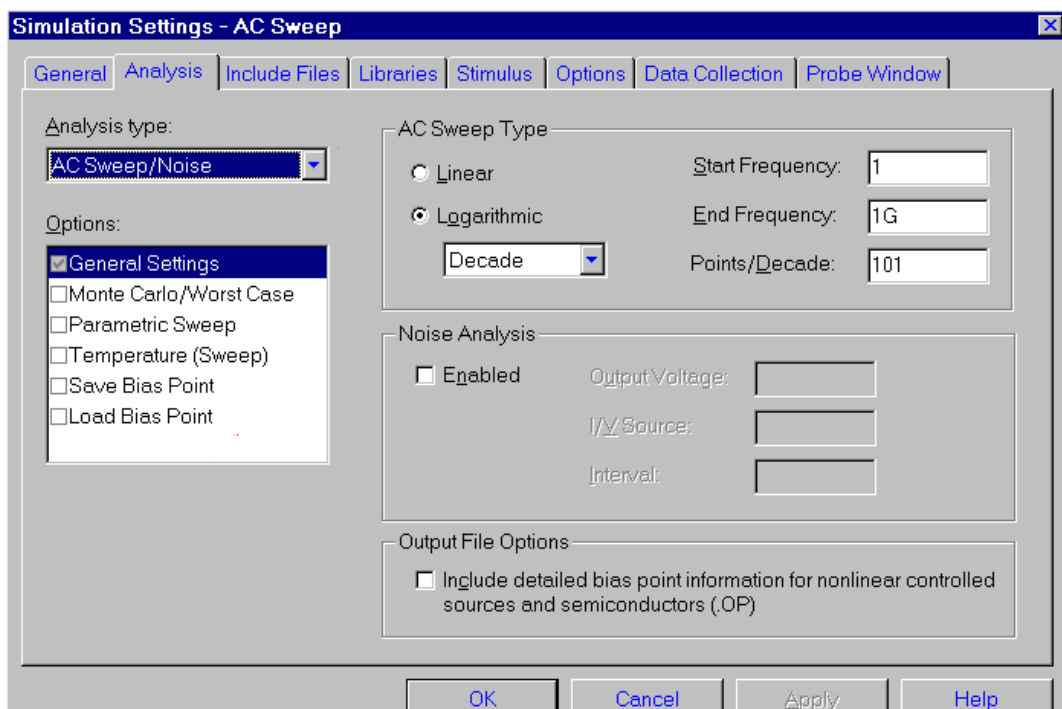 Simulation Settings - AC Sweep
General Analysis Include Files Libraries Stimulus Options Data Collection Probe Window
Analysis type:
AC Sweep/Noise
Options:
General Settings
Monte Carlo/Worst Case
Parametric Sweep
Temperature (Sweep)
Save Bias Point
Load Bias Point
AC Sweep Type
Linear
Logarithmic
Decade
Start Frequency: 1
End Frequency: 1G
Points/Decade: 101
Noise Analysis
Enabled
Output Voltage:
I/V Source:
Interval:
Output File Options
Include detailed bias point information for nonlinear controlled
sources and semiconductors (.OP)
OK Cancel Apply Help